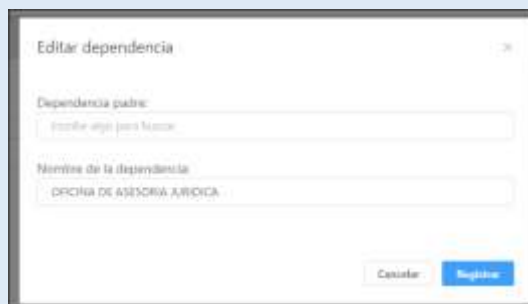 Editar dependencia ×
Dependencia padre:
Escribe algo para buscar
Nombre de la dependencia
OFICINA DE ASESORIA JURIDICA
Cancelar Registrar